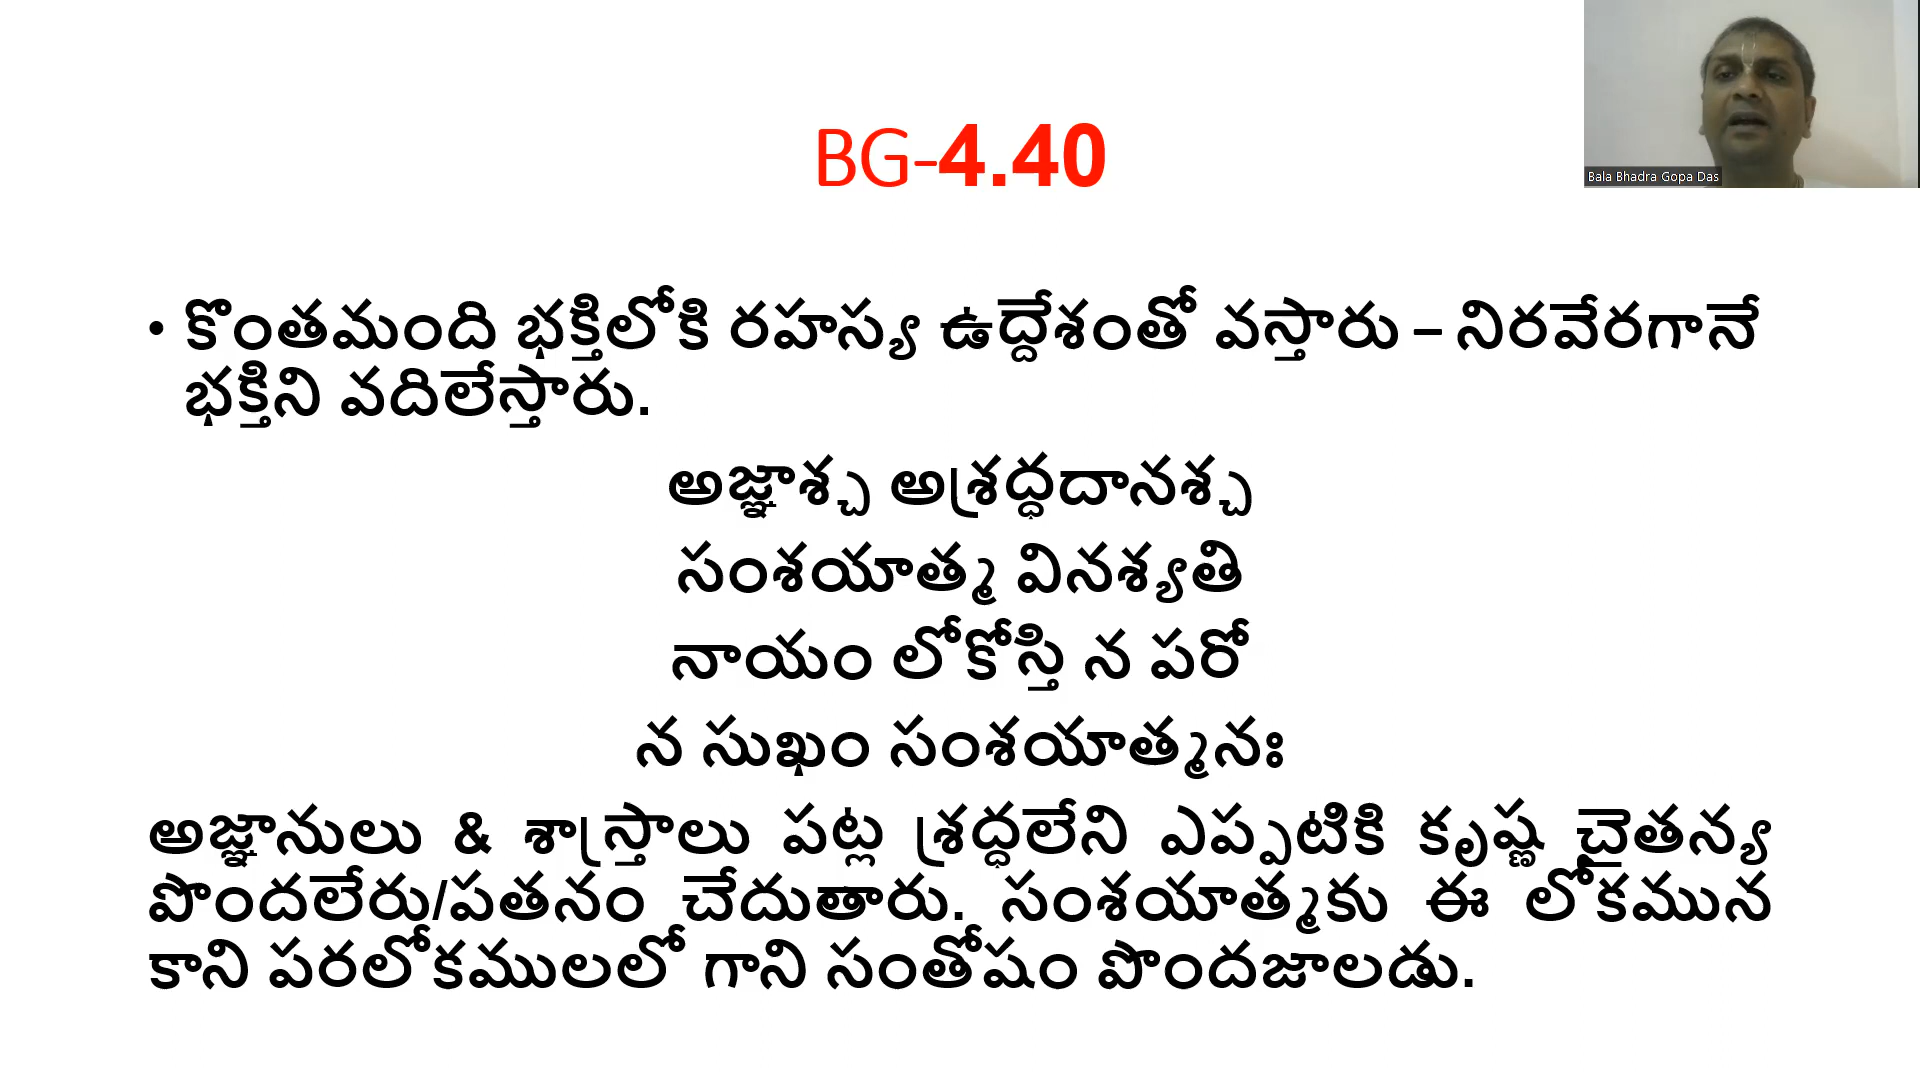 Bala Bhadra Gopa Das
BG-4.40
• కొంతమంది భక్తిలోకి రహస్య ఉద్దేశంతో వస్తారు – నిరవేరగానే
భక్తిని వదిలేస్తారు.
అజ్ఞాశ్చ అశ్రద్ధదానశ్చ
సంశయాత్మ వినశ్యతి
నాయం లోకోస్తి న పరో
న సుఖం సంశయాత్మనః
అజ్ఞానులు & శాస్త్రాలు పట్ల శ్రద్ధలేని ఎప్పటికి కృష్ణ చైతన్య
పొందలేరు/పతనం చేదుతారు. సంశయాత్మకు ఈ లోకమున
కాని పరలోకములలో గాని సంతోషం పొందజాలడు.